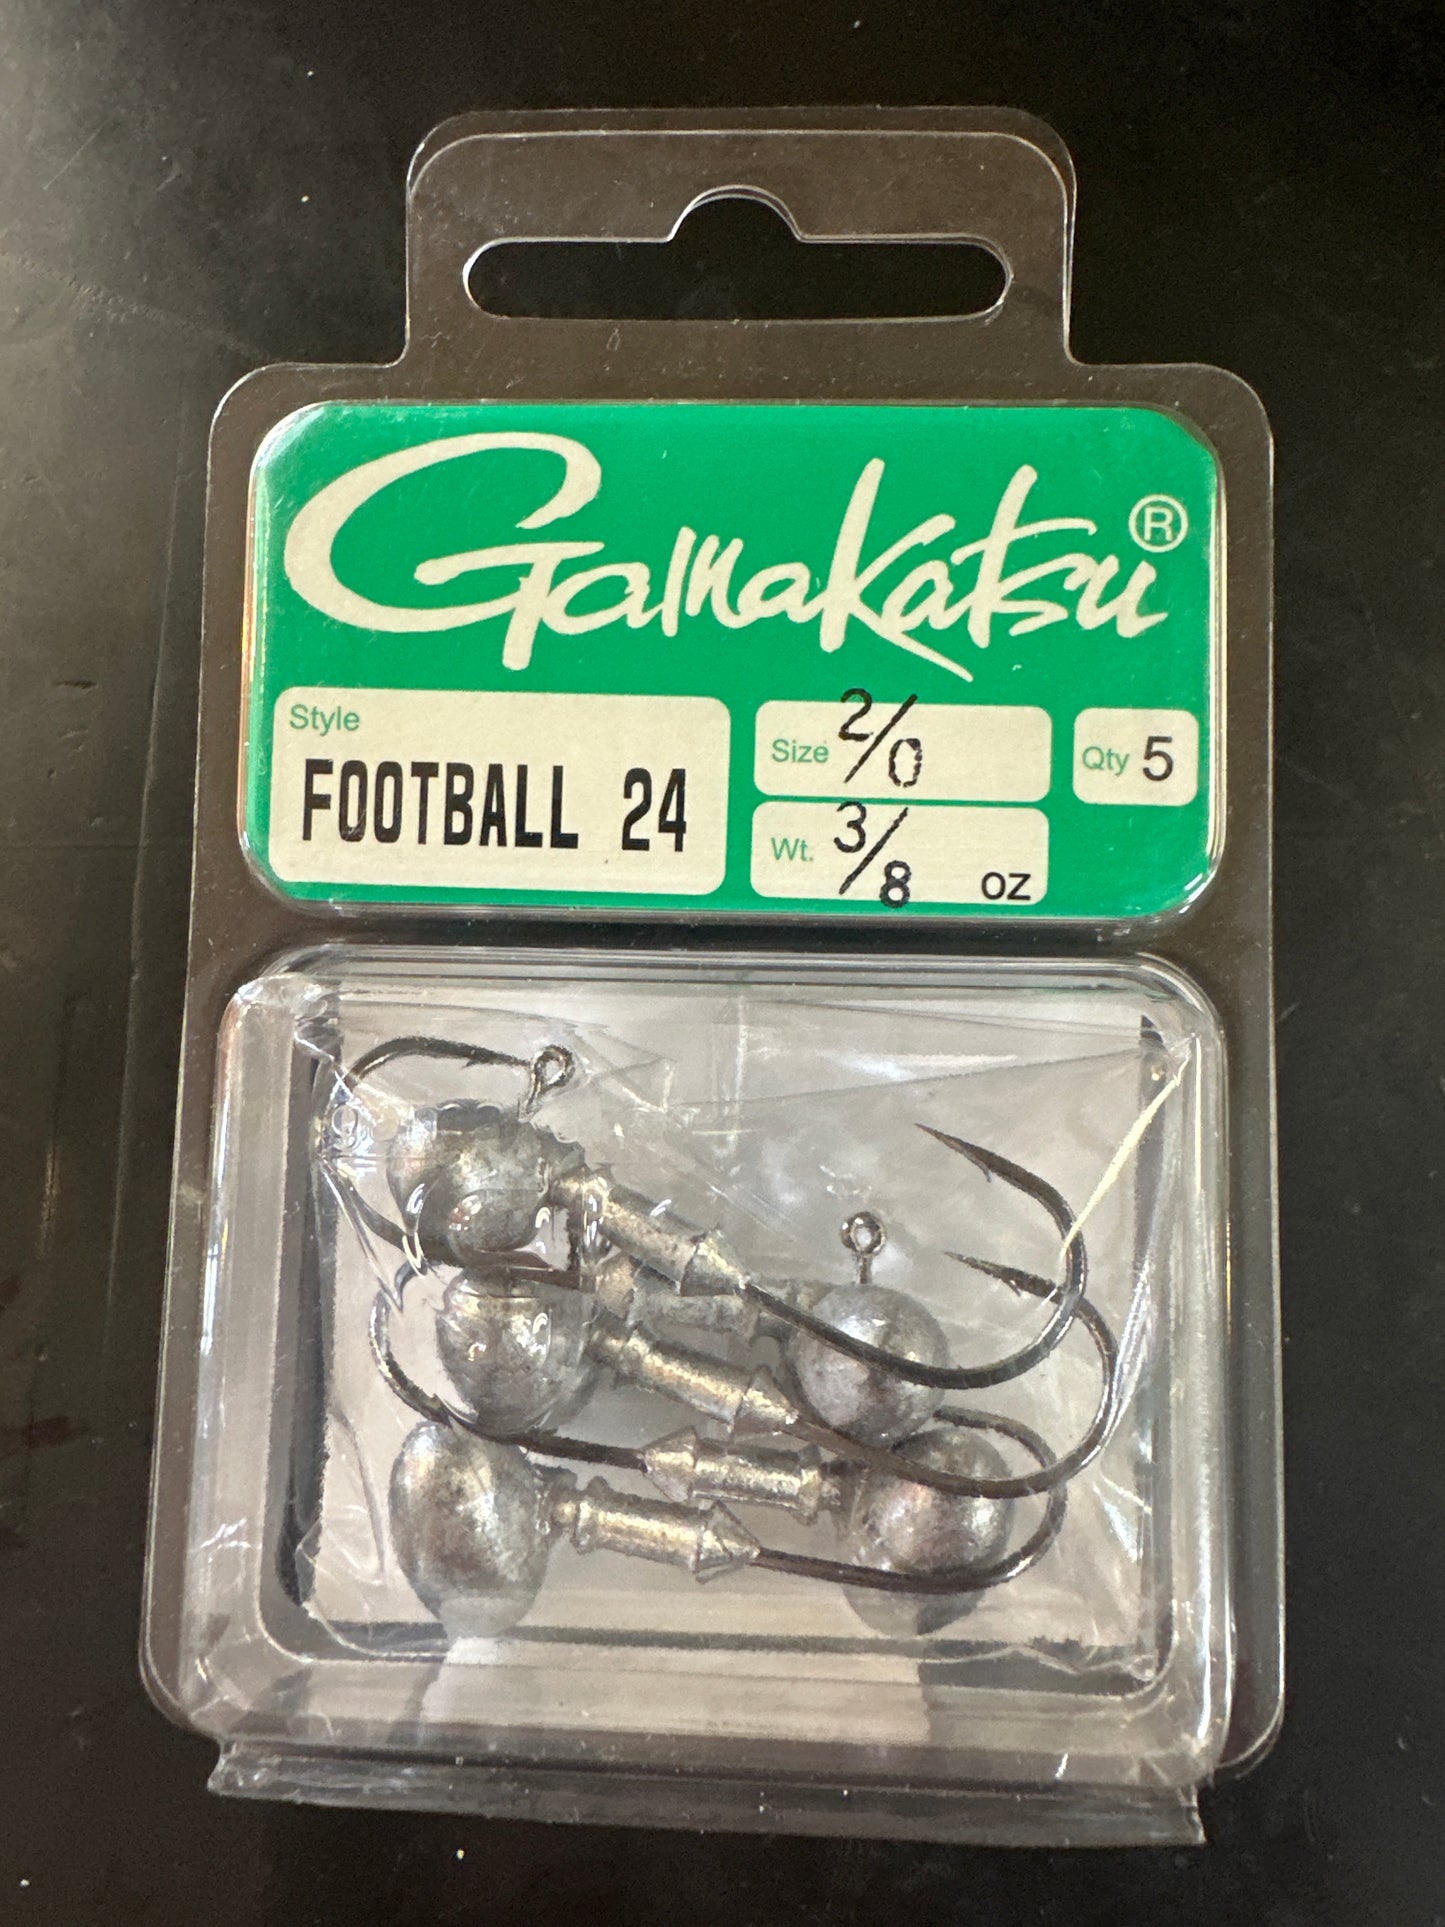 Gamakatsu®
Style
FOOTBALL 24
Size 2/0
Qty 5
Wt. 3/8 oz